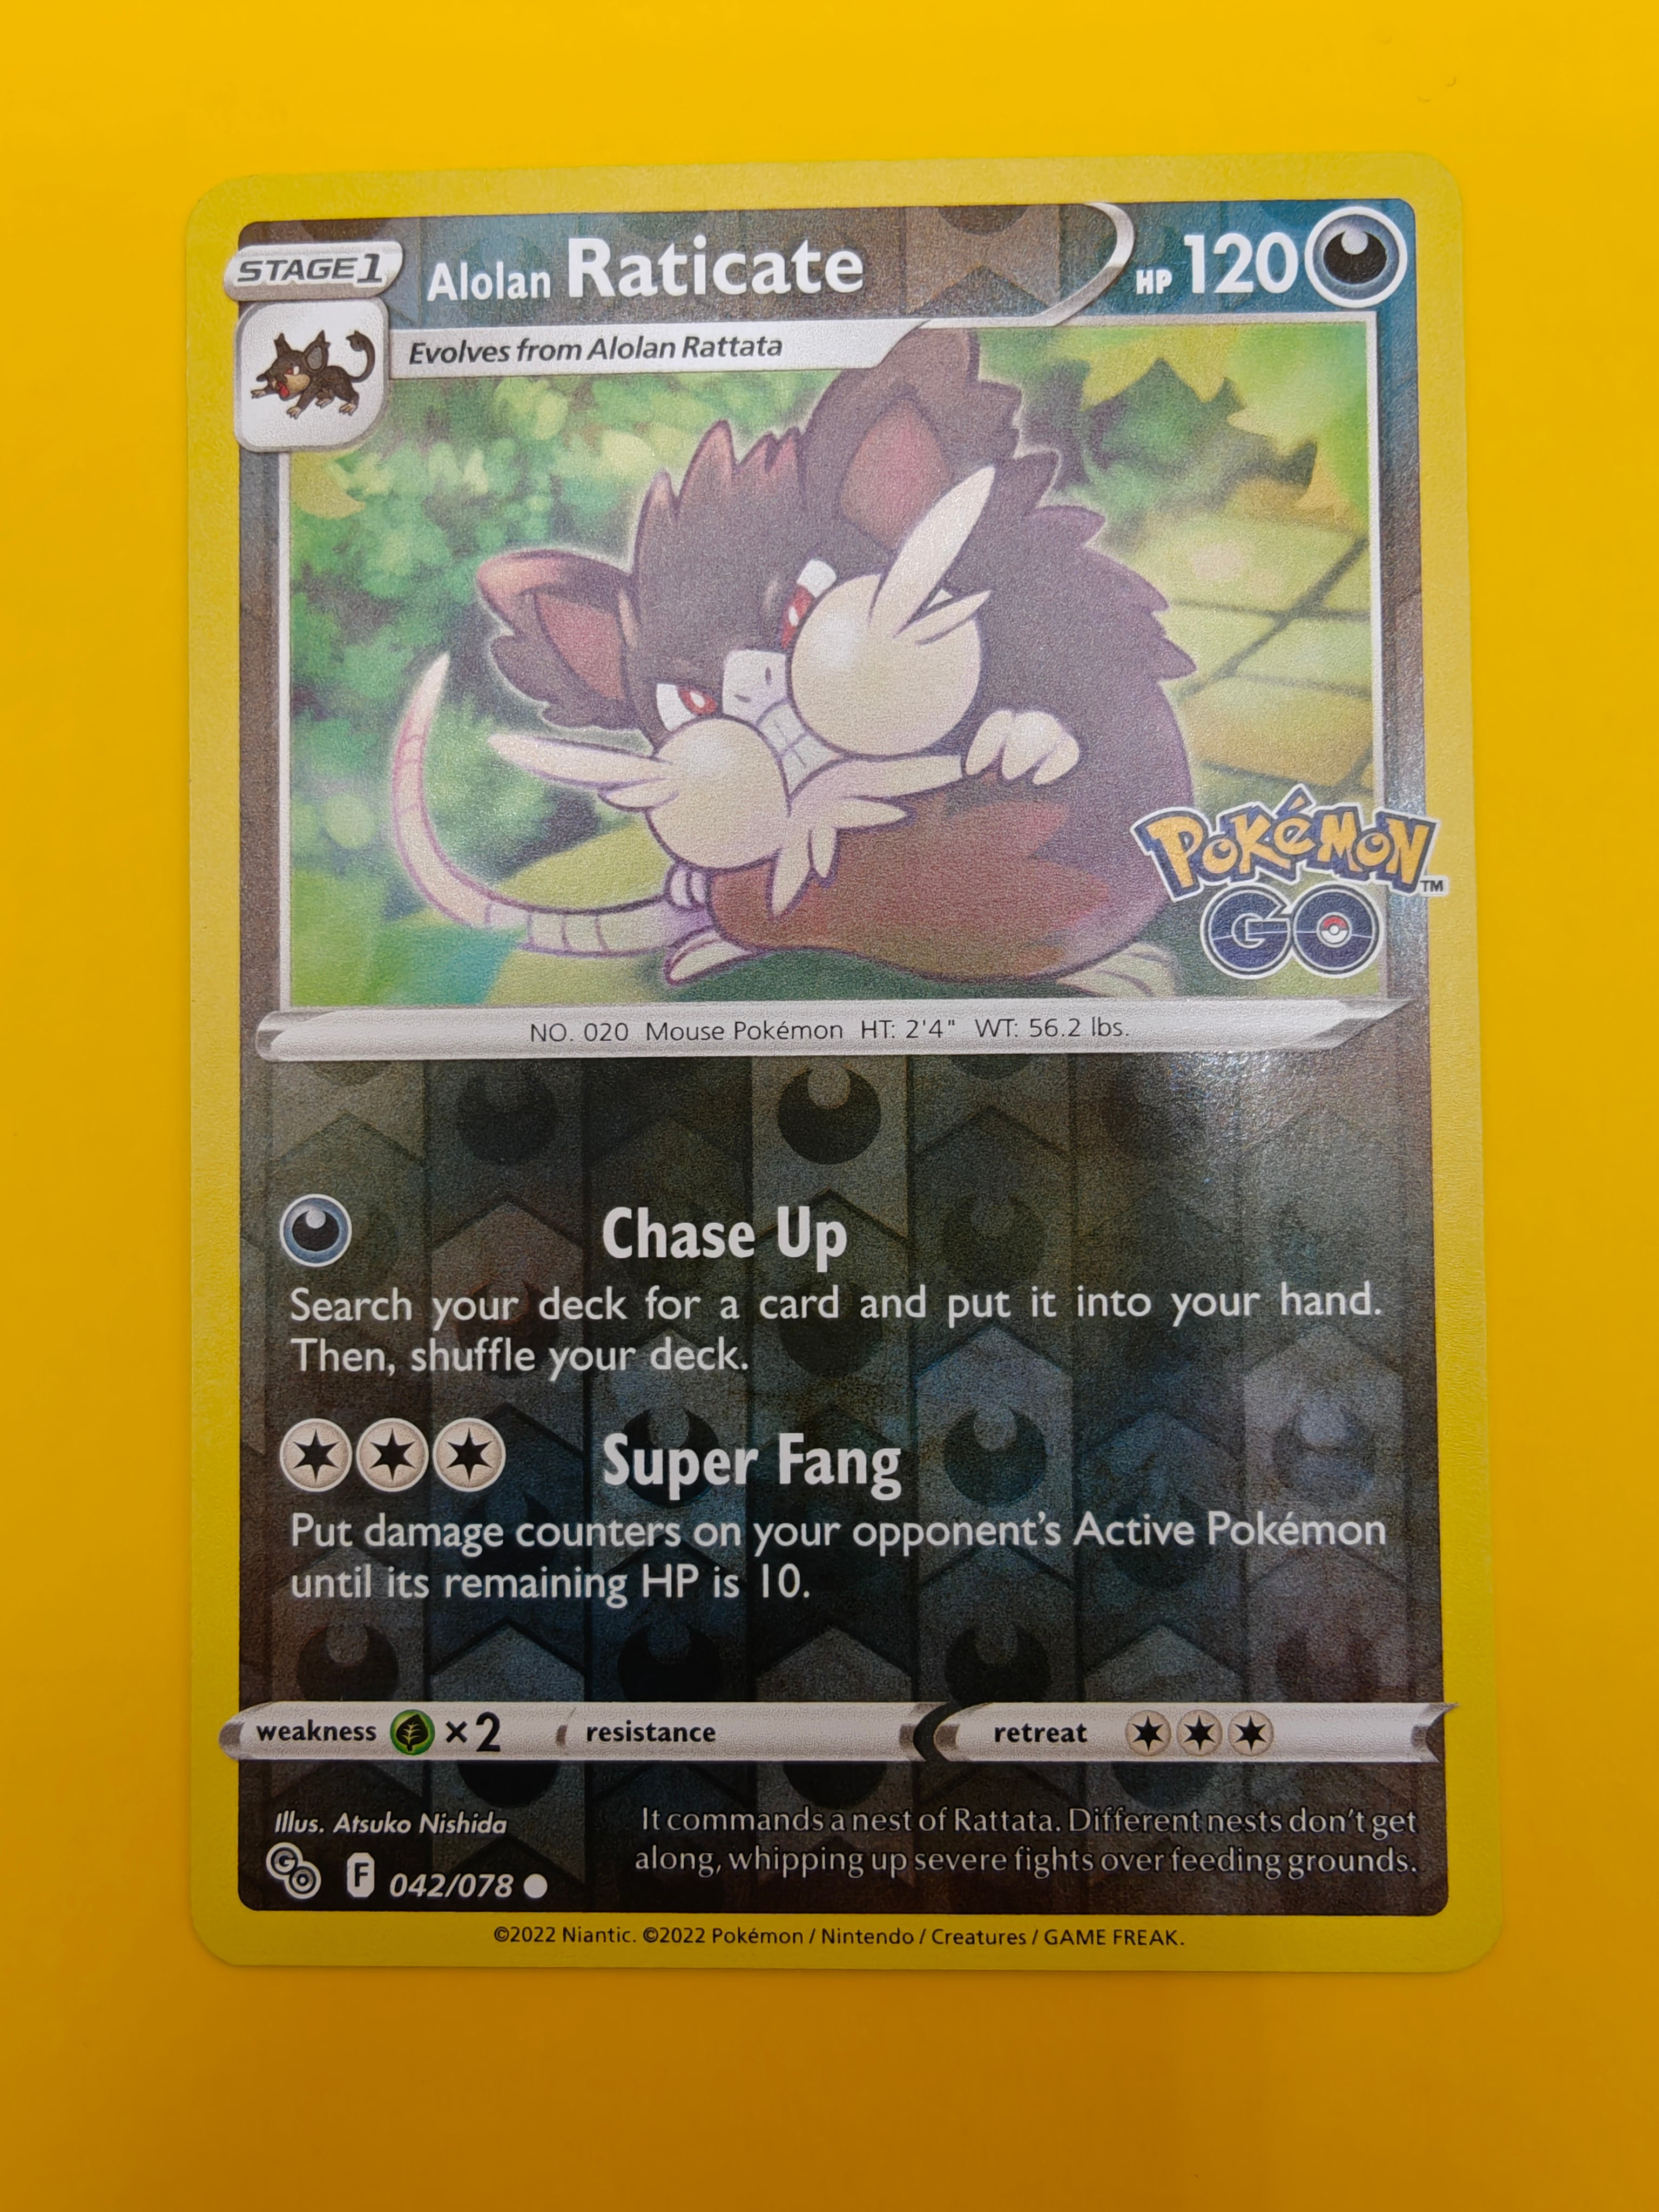 STAGE1
Alolan Raticate
HP 120
Evolves from Alolan Rattata
POKéMON™
GO
NO. 020 Mouse Pokémon HT: 2'4" WT: 56.2 lbs.
Chase Up
Search your deck for a card and put it into your hand.
Then, shuffle your deck.
Super Fang
Put damage counters on your opponent's Active Pokémon
until its remaining HP is 10.
weakness ×2 resistance retreat
Illus. Atsuko Nishida
It commands a nest of Rattata. Different nests don't get
along, whipping up severe fights over feeding grounds.
GO F 042/078
©2022 Niantic. ©2022 Pokémon / Nintendo / Creatures / GAME FREAK.